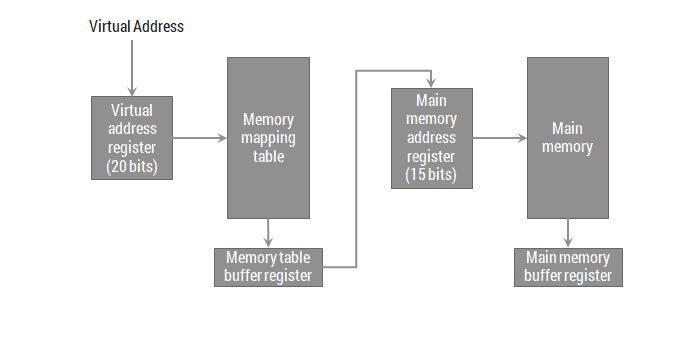 Virtual Address
Virtual
address
register
(20 bits)
Memory
mapping
table
Memory table
buffer register
Main
memory
address
register
(15 bits)
Main
memory
Main memory
buffer register